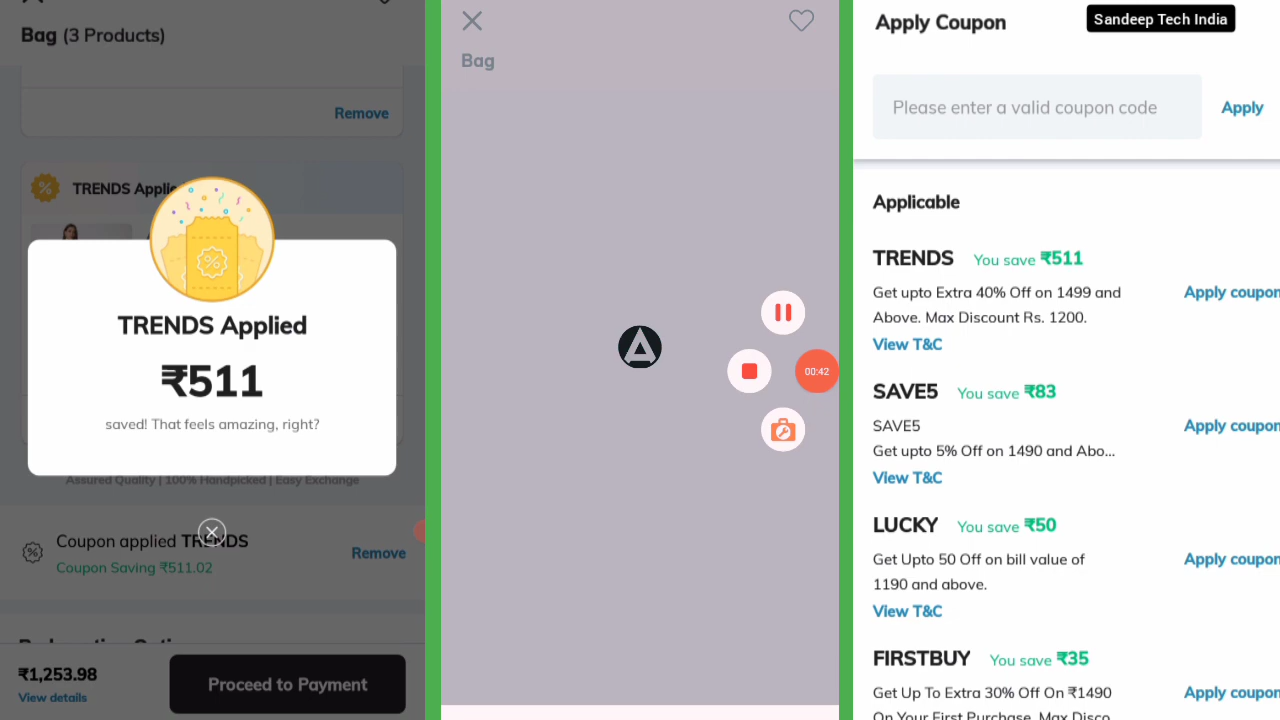 Bag (3 Products)
Remove
TRENDS Applie
TRENDS Applied
₹511
saved! That feels amazing, right?
Assured Quality | 100% Handpicked | Easy Exchange
Coupon applied TRENDS
Coupon Saving ₹511.02
Remove
₹1,253.98
View details
Proceed to Payment
Bag
00:42
Apply Coupon
Sandeep Tech India
Please enter a valid coupon code
Apply
Applicable
TRENDS You save ₹511
Get upto Extra 40% Off on 1499 and
Above. Max Discount Rs. 1200.
Apply coupon
View T&C
SAVE5 You save ₹83
SAVE5
Apply coupon
Get upto 5% Off on 1490 and Abo...
View T&C
LUCKY You save ₹50
Get Upto 50 Off on bill value of
1190 and above.
Apply coupon
View T&C
FIRSTBUY You save ₹35
Get Up To Extra 30% Off On ₹1490
Apply coupon
On Your First Purchase. Max Disco